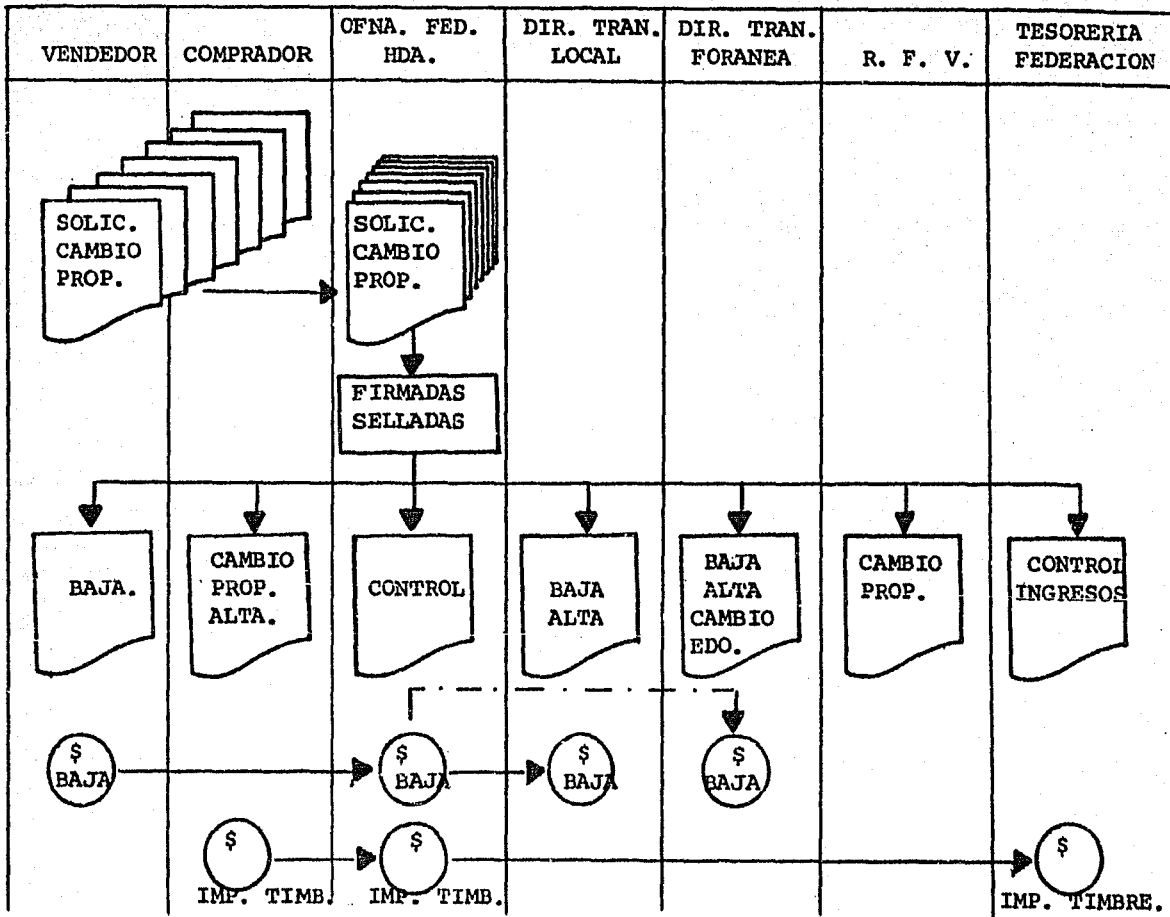 VENDEDOR
COMPRADOR
OFNA. FED.
HDA.
DIR. TRAN.
LOCAL
DIR. TRAN.
FORANEA
R. F. V.
TESORERIA
FEDERACION
SOLIC.
CAMBIO
PROP.
SOLIC.
CAMBIO
PROP.
FIRMADAS
SELLADAS
BAJA.
CAMBIO
PROP.
ALTA.
CONTROL
BAJA
ALTA
BAJA
ALTA
CAMBIO
EDO.
CAMBIO
PROP.
CONTROL
INGRESOS
$
BAJA
$
BAJA
$
BAJA
$
BAJA
$
IMP. TIMB.
$
IMP. TIMB.
$
IMP. TIMBRE.